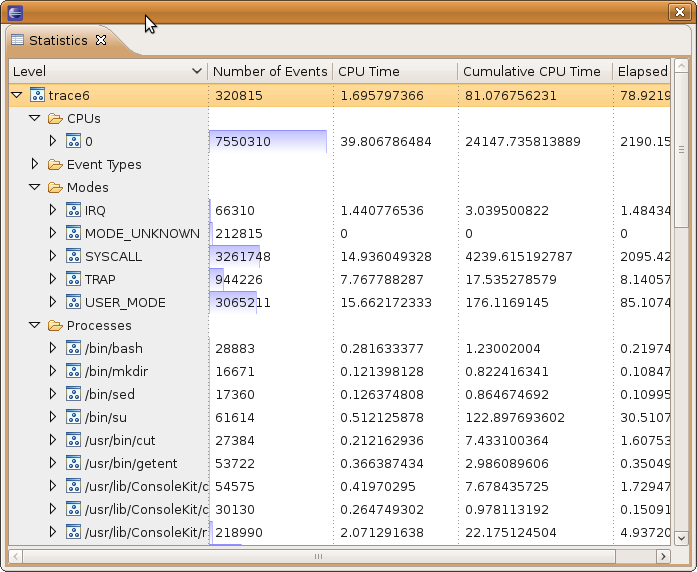 Statistics
Level Number of Events CPU Time Cumulative CPU Time Elapsed
trace6 320815 1.695797366 81.076756231 78.9219
CPUs
0 7550310 39.806786484 24147.735813889 2190.15
Event Types
Modes
IRQ 66310 1.440776536 3.039500822 1.48434
MODE_UNKNOWN 212815 0 0 0
SYSCALL 3261748 14.936049328 4239.615192787 2095.42
TRAP 944226 7.767788287 17.535278579 8.14057
USER_MODE 3065211 15.662172333 176.1169145 85.1074
Processes
/bin/bash 28883 0.281633377 1.23002004 0.21974
/bin/mkdir 16671 0.121398128 0.822416341 0.10847
/bin/sed 17360 0.126374808 0.864674692 0.10995
/bin/su 61614 0.512125878 122.897693602 30.5107
/usr/bin/cut 27384 0.212162936 7.433100364 1.60753
/usr/bin/getent 53722 0.366387434 2.986089606 0.35049
/usr/lib/ConsoleKit/c 54575 0.41970295 7.678435725 1.72947
/usr/lib/ConsoleKit/c 30130 0.264749302 0.978113192 0.15091
/usr/lib/ConsoleKit/r 218990 2.071291638 22.175124504 4.93720